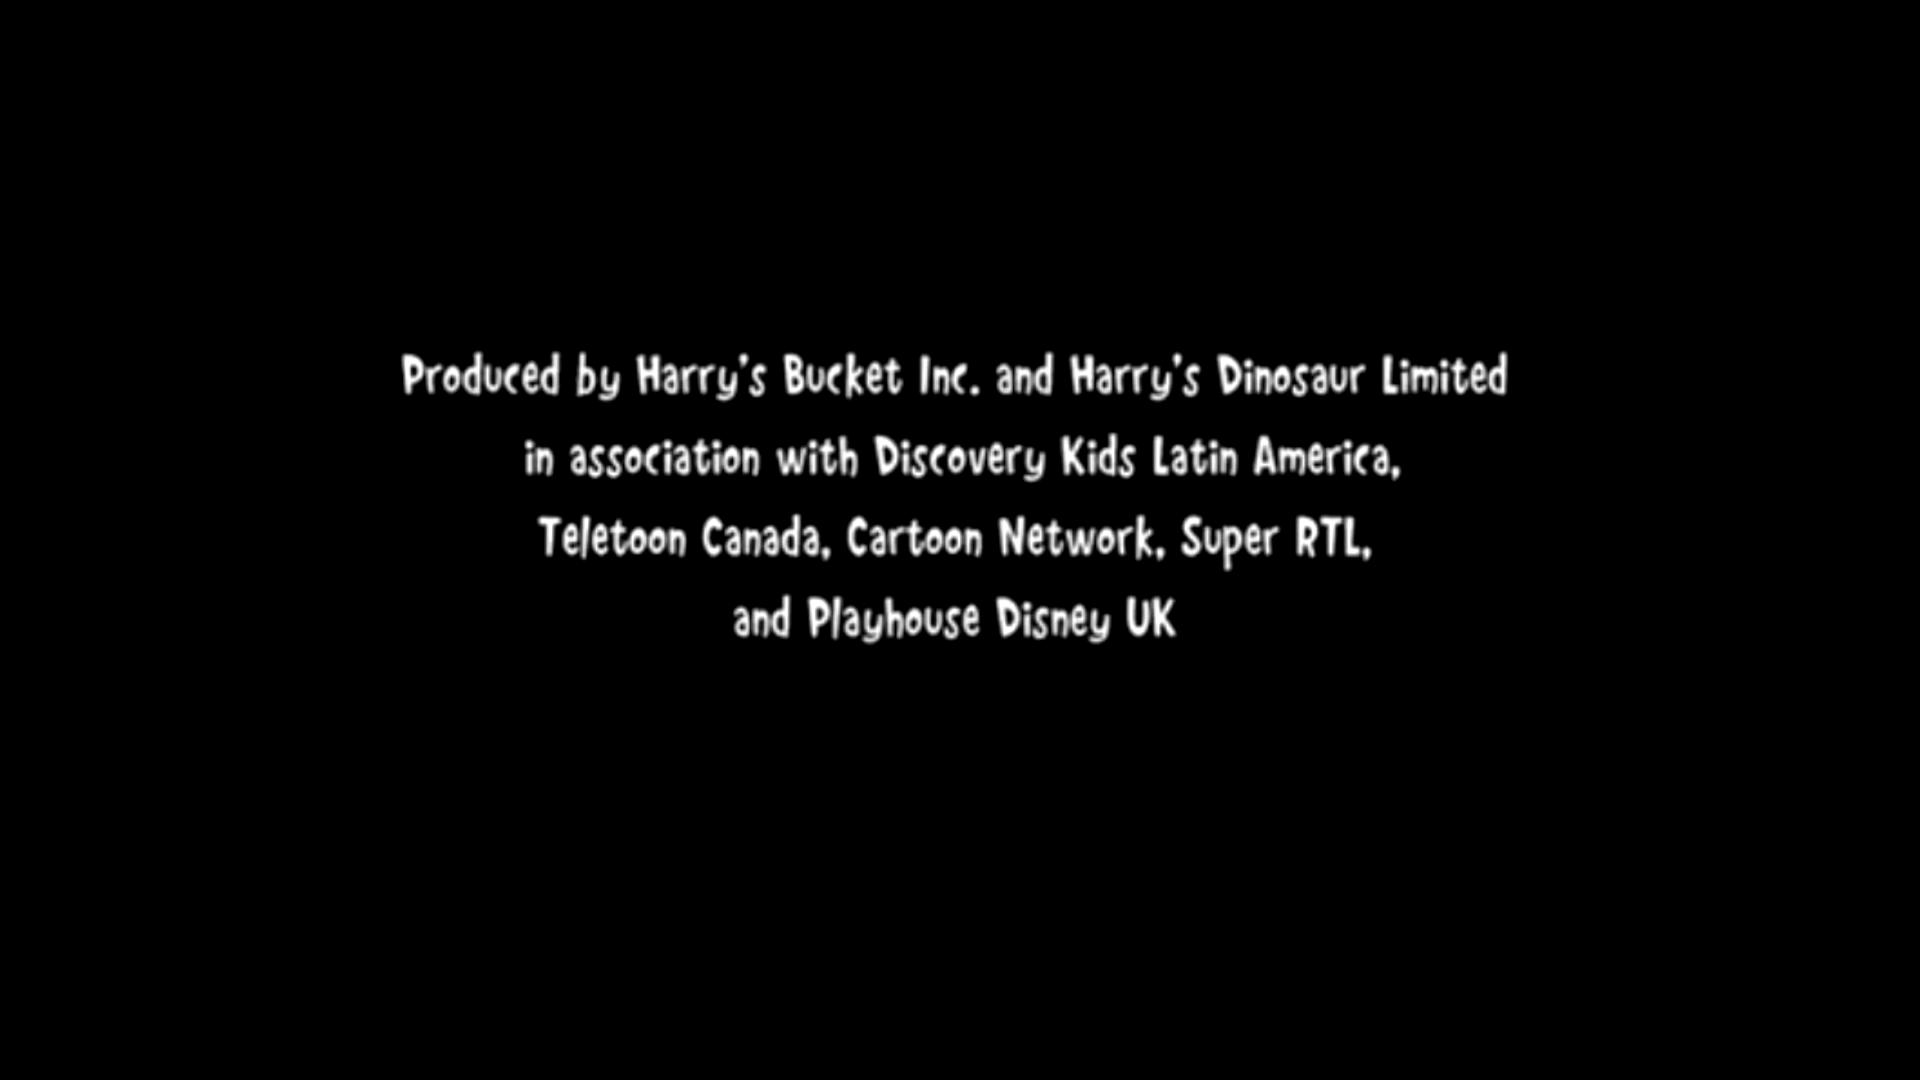 Produced by Harry's Bucket Inc. and Harry's Dinosaur Limited
in association with Discovery Kids Latin America,
Teletoon Canada, Cartoon Network, Super RTL,
and Playhouse Disney UK